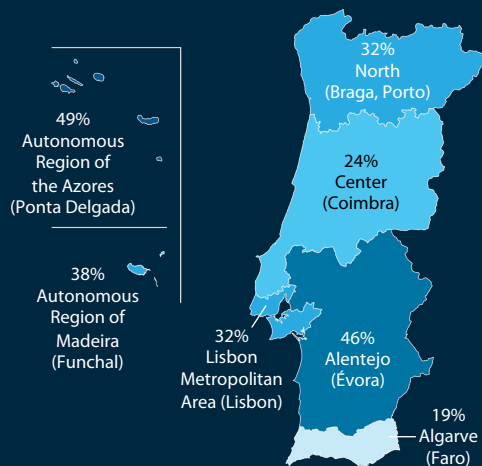 32%
North
(Braga, Porto)
49%
Autonomous
Region of
the Azores
(Ponta Delgada)
24%
Center
(Coimbra)
38%
Autonomous
Region of
Madeira
(Funchal)
32%
Lisbon
Metropolitan
Area (Lisbon)
46%
Alentejo
(Évora)
19%
Algarve
(Faro)